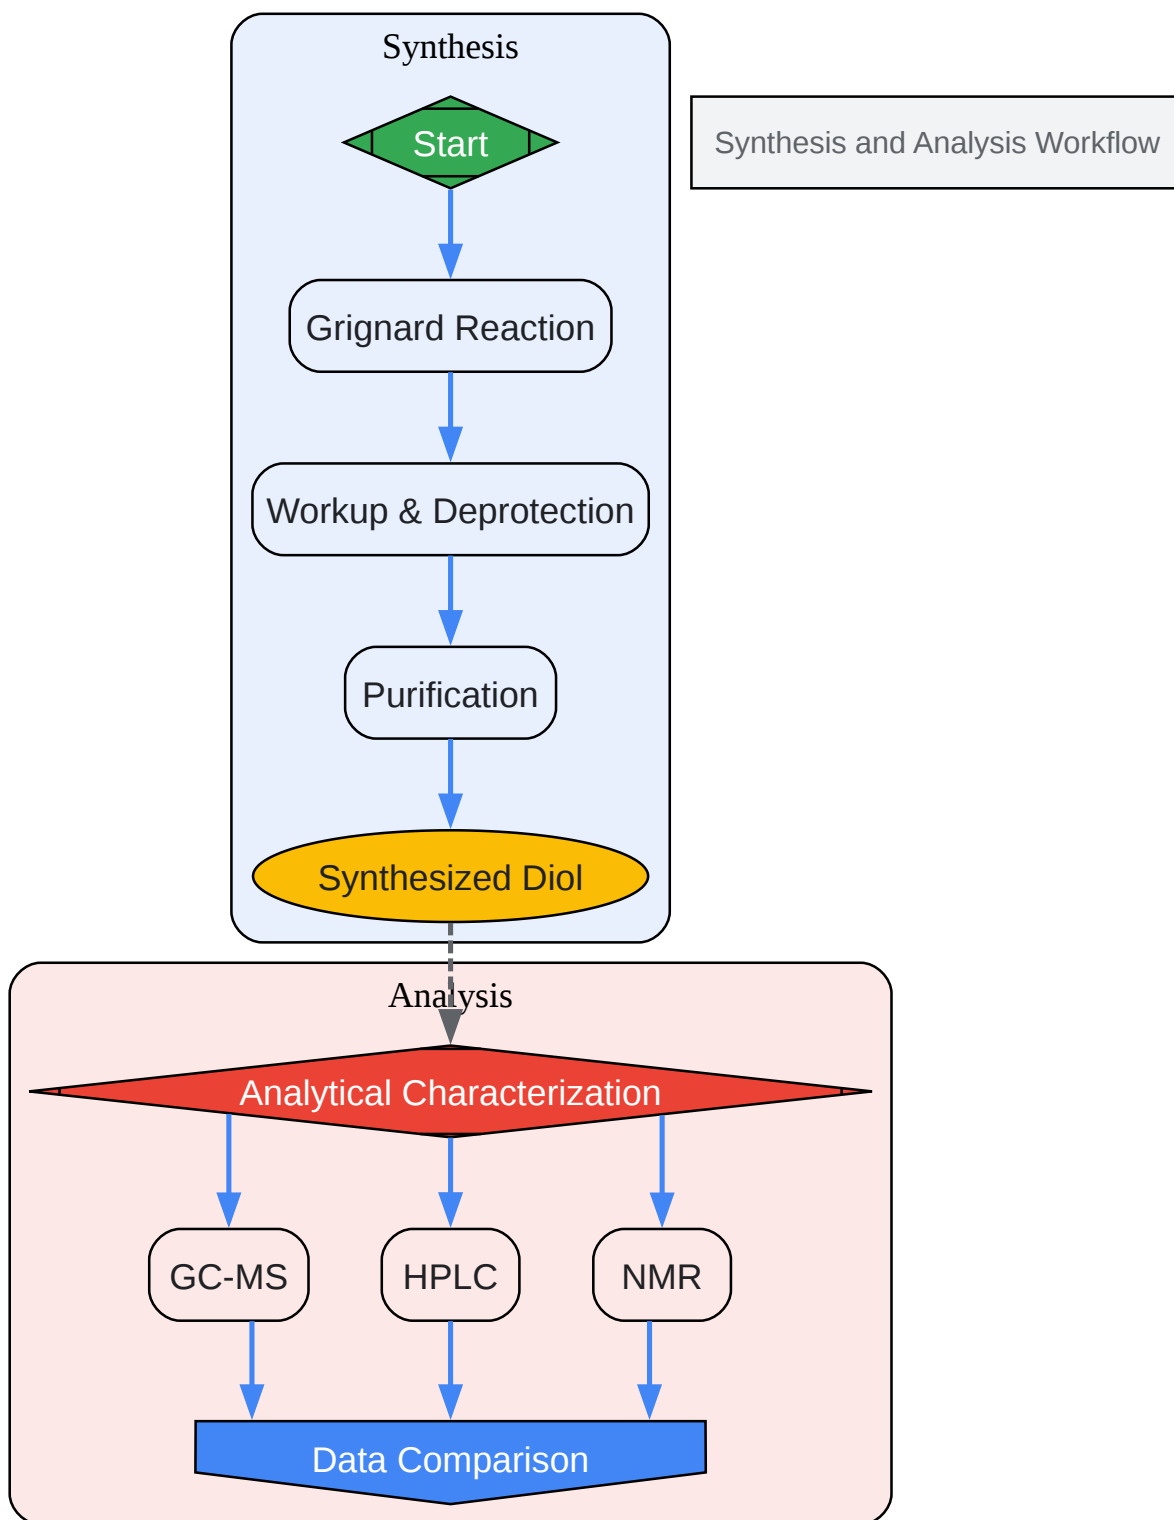 Synthesis
Start
Synthesis and Analysis Workflow
Grignard Reaction
Workup & Deprotection
Purification
Synthesized Diol
Analysis
Analytical Characterization
GC-MS
HPLC
NMR
Data Comparison